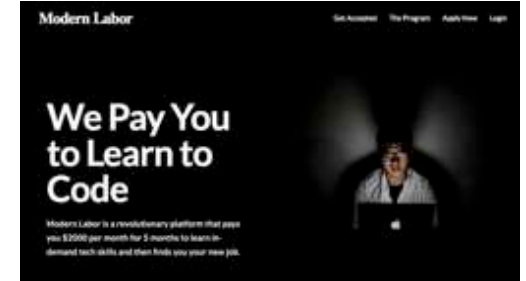 Modern Labor
Get Accepted The Program Apply Now Login
We Pay You
to Learn to
Code
Modern Labor is a revolutionary platform that pays
you $2000 per month for 5 months to learn in-
demand tech skills and then finds you your new job.